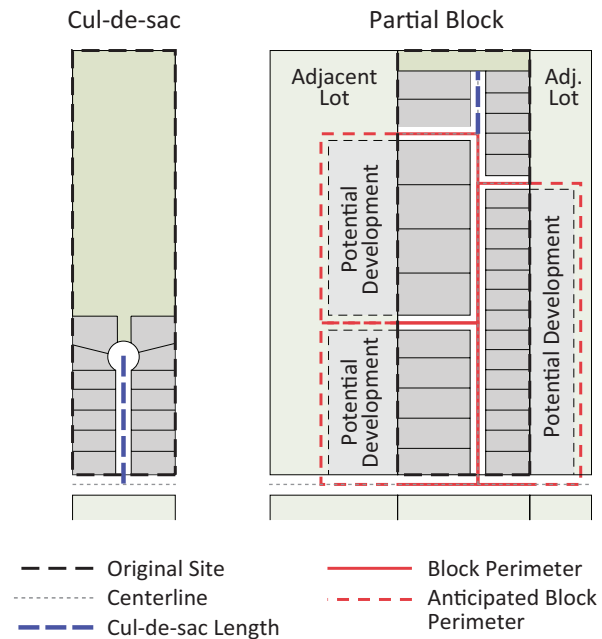 Cul-de-sac
Partial Block
Adjacent
Lot
Adj.
Lot
Potential
Development
Potential
Development
Potential Development
Original Site
Centerline
Cul-de-sac Length
Block Perimeter
Anticipated Block
Perimeter